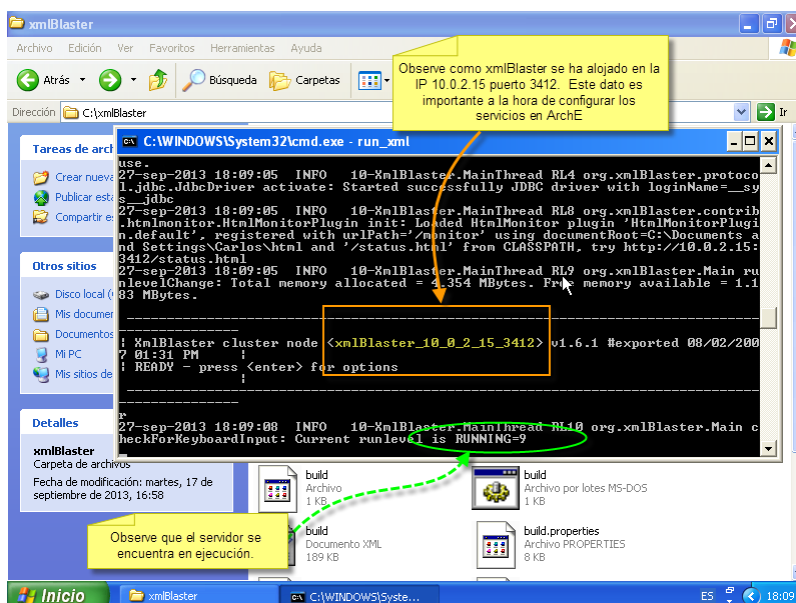 xmlBlaster
Archivo Edición Ver Favoritos Herramientas Ayuda
Atrás
Búsqueda
Carpetas
Dirección
C:\xmlBlaster
Ir
Observe como xmlBlaster se ha alojado en la
IP 10.0.2.15 puerto 3412. Este dato es
importante a la hora de configurar los
servicios en ArchE
Tareas de arch
Crear nueva
Publicar esta
Compartir es
Otros sitios
Disco local (
Mis documen
Documentos
Mi PC
Mis sitios de
Detalles
xmlBlaster
Carpeta de archivos
Fecha de modificación: martes, 17 de
septiembre de 2013, 16:58
C:\WINDOWS\System32\cmd.exe - run_xml
use.
27-sep-2013 18:09:05 INFO 10-XmlBlaster.MainThread RL4 org.xmlBlaster.protoco
l.jdbc.JdbcDriver activate: Started successfully JDBC driver with loginName=__sy
s__jdbc
27-sep-2013 18:09:05 INFO 10-XmlBlaster.MainThread RL8 org.xmlBlaster.contrib
.htmlmonitor.HtmlMonitorPlugin init: Loaded HtmlMonitor plugin 'HtmlMonitorPlugi
n.default', registered with urlPath='/monitor' using documentRoot=C:\Documents a
nd Settings\Carlos\html and '/status.html' from CLASSPATH, try http://10.0.2.15:
3412/status.html
27-sep-2013 18:09:05 INFO 10-XmlBlaster.MainThread RL9 org.xmlBlaster.Main ru
nlevelChange: Total memory allocated = 4.354 MBytes. Free memory available = 1.1
83 MBytes.
| XmlBlaster cluster node <xmlBlaster_10_0_2_15_3412> v1.6.1 #exported 08/02/200
7 01:31 PM |
| READY - press <enter> for options
|
r
27-sep-2013 18:09:08 INFO 10-XmlBlaster.MainThread RL10 org.xmlBlaster.Main c
heckForKeyboardInput: Current runlevel is RUNNING=9
Observe que el servidor se
encuentra en ejecución.
build
Archivo
1 KB
build
Archivo por lotes MS-DOS
1 KB
build
Documento XML
189 KB
build.properties
Archivo PROPERTIES
8 KB
Inicio
xmlBlaster
C:\WINDOWS\Syste...
ES
18:09